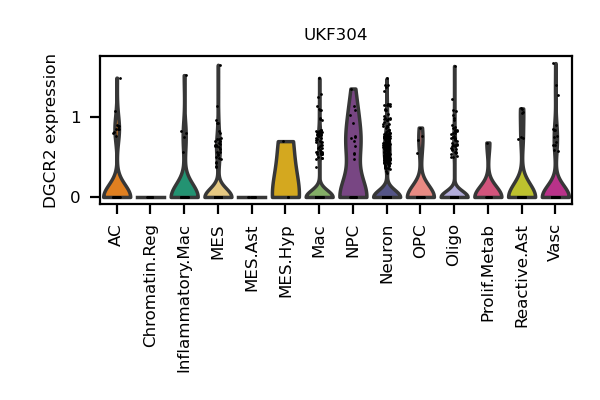 UKF304
DGCR2 expression
1
0
AC
Chromatin.Reg
Inflammatory.Mac
MES
MES.Ast
MES.Hyp
Mac
NPC
Neuron
OPC
Oligo
Prolif.Metab
Reactive.Ast
Vasc